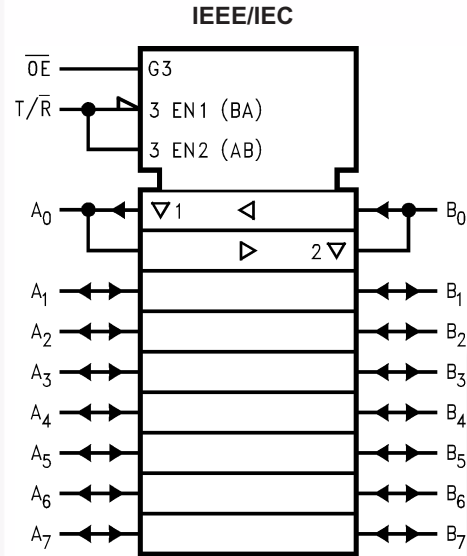 IEEE/IEC
O̅E̅ G3
T/R̅ 3 EN1 (BA)
3 EN2 (AB)
A₀ ▽ 1 ◁ B₀
▷ 2 ▽
A₁ B₁
A₂ B₂
A₃ B₃
A₄ B₄
A₅ B₅
A₆ B₆
A₇ B₇